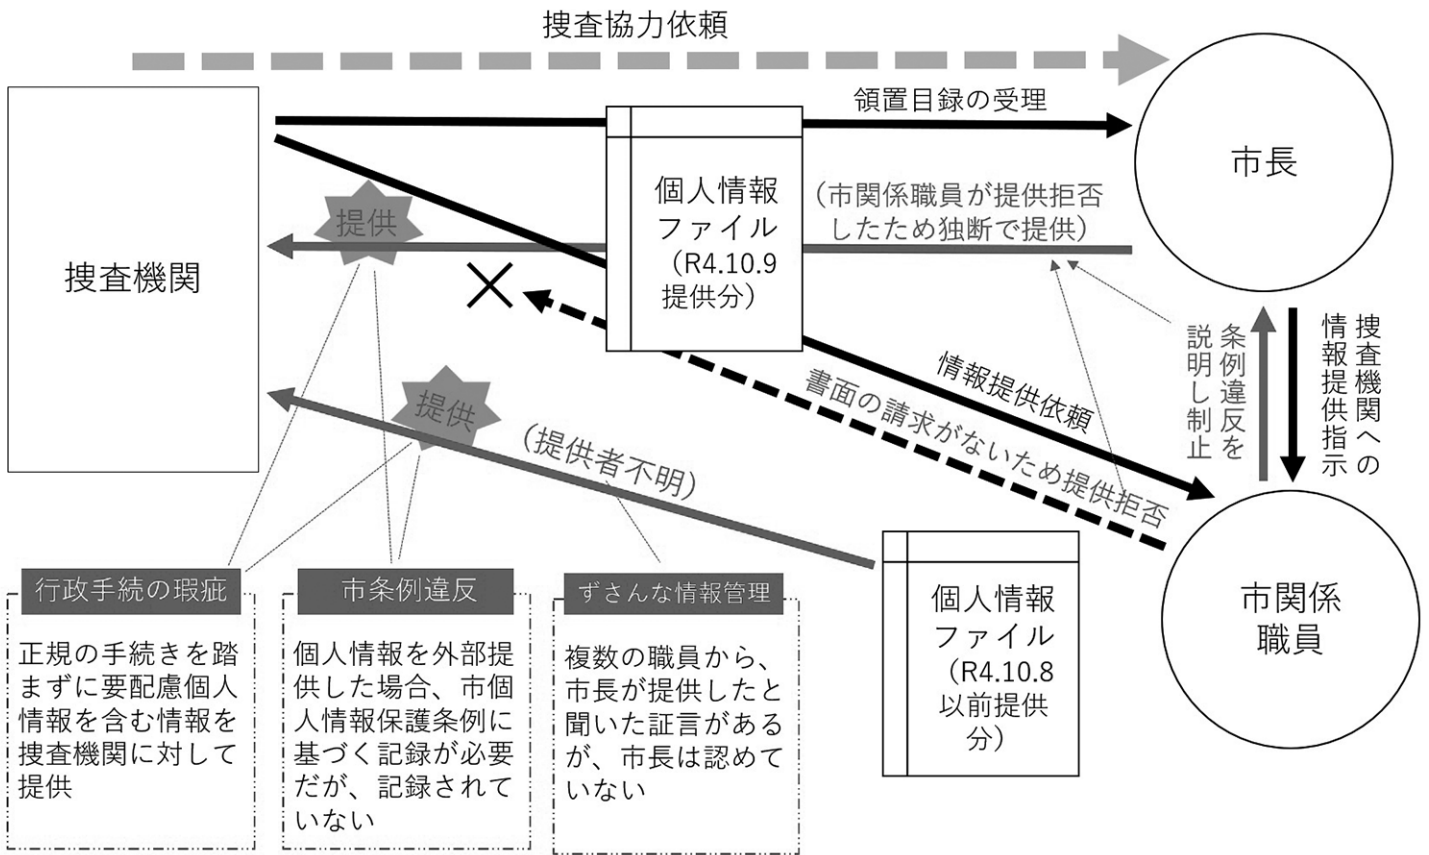 捜査協力依頼
領置目録の受理
市長
捜査機関
提供
個人情報
ファイル
（R4.10.9
提供分）
（市関係職員が提供拒否
したため独断で提供）
情報提供依頼
書面の請求がないため提供拒否
条例違反を
説明し制止
捜査機関への
情報提供指示
提供
（提供者不明）
個人情報
ファイル
（R4.10.8
以前提供
分）
市関係
職員
行政手続の瑕疵
正規の手続きを踏
まずに要配慮個人
情報を含む情報を
捜査機関に対して
提供
市条例違反
個人情報を外部提
供した場合、市個
人情報保護条例に
基づく記録が必要
だが、記録されて
いない
ずさんな情報管理
複数の職員から、
市長が提供したと
聞いた証言がある
が、市長は認めて
いない